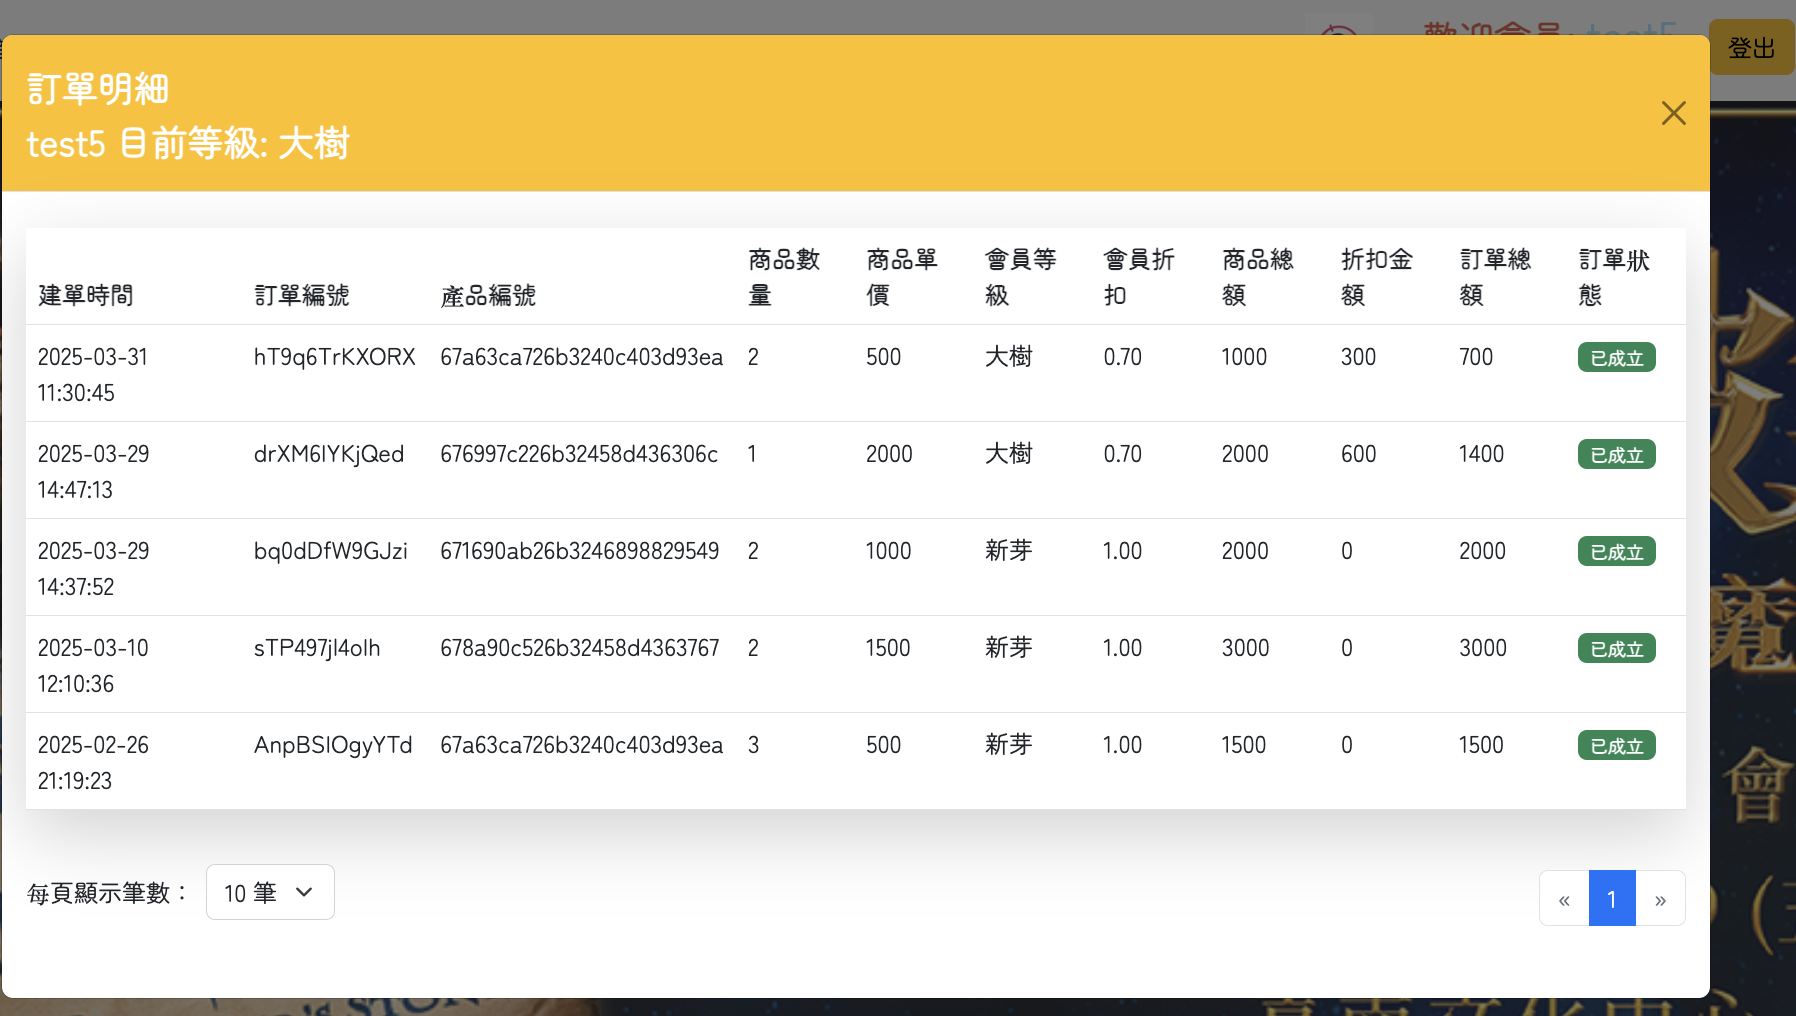 登出
訂單明細
test5 目前等級: 大樹
建單時間 訂單編號 產品編號 商品數量 商品單價 會員等級 會員折扣 商品總額 折扣金額 訂單總額 訂單狀態
2025-03-31 11:30:45 hT9q6TrKXORX 67a63ca726b3240c403d93ea 2 500 大樹 0.70 1000 300 700 已成立
2025-03-29 14:47:13 drXM6IYKjQed 676997c226b32458d436306c 1 2000 大樹 0.70 2000 600 1400 已成立
2025-03-29 14:37:52 bq0dDfW9GJzi 671690ab26b3246898829549 2 1000 新芽 1.00 2000 0 2000 已成立
2025-03-10 12:10:36 sTP497jl4olh 678a90c526b32458d4363767 2 1500 新芽 1.00 3000 0 3000 已成立
2025-02-26 21:19:23 AnpBSIOgyYTd 67a63ca726b3240c403d93ea 3 500 新芽 1.00 1500 0 1500 已成立
每頁顯示筆數： 10 筆
« 1 »
魔
會